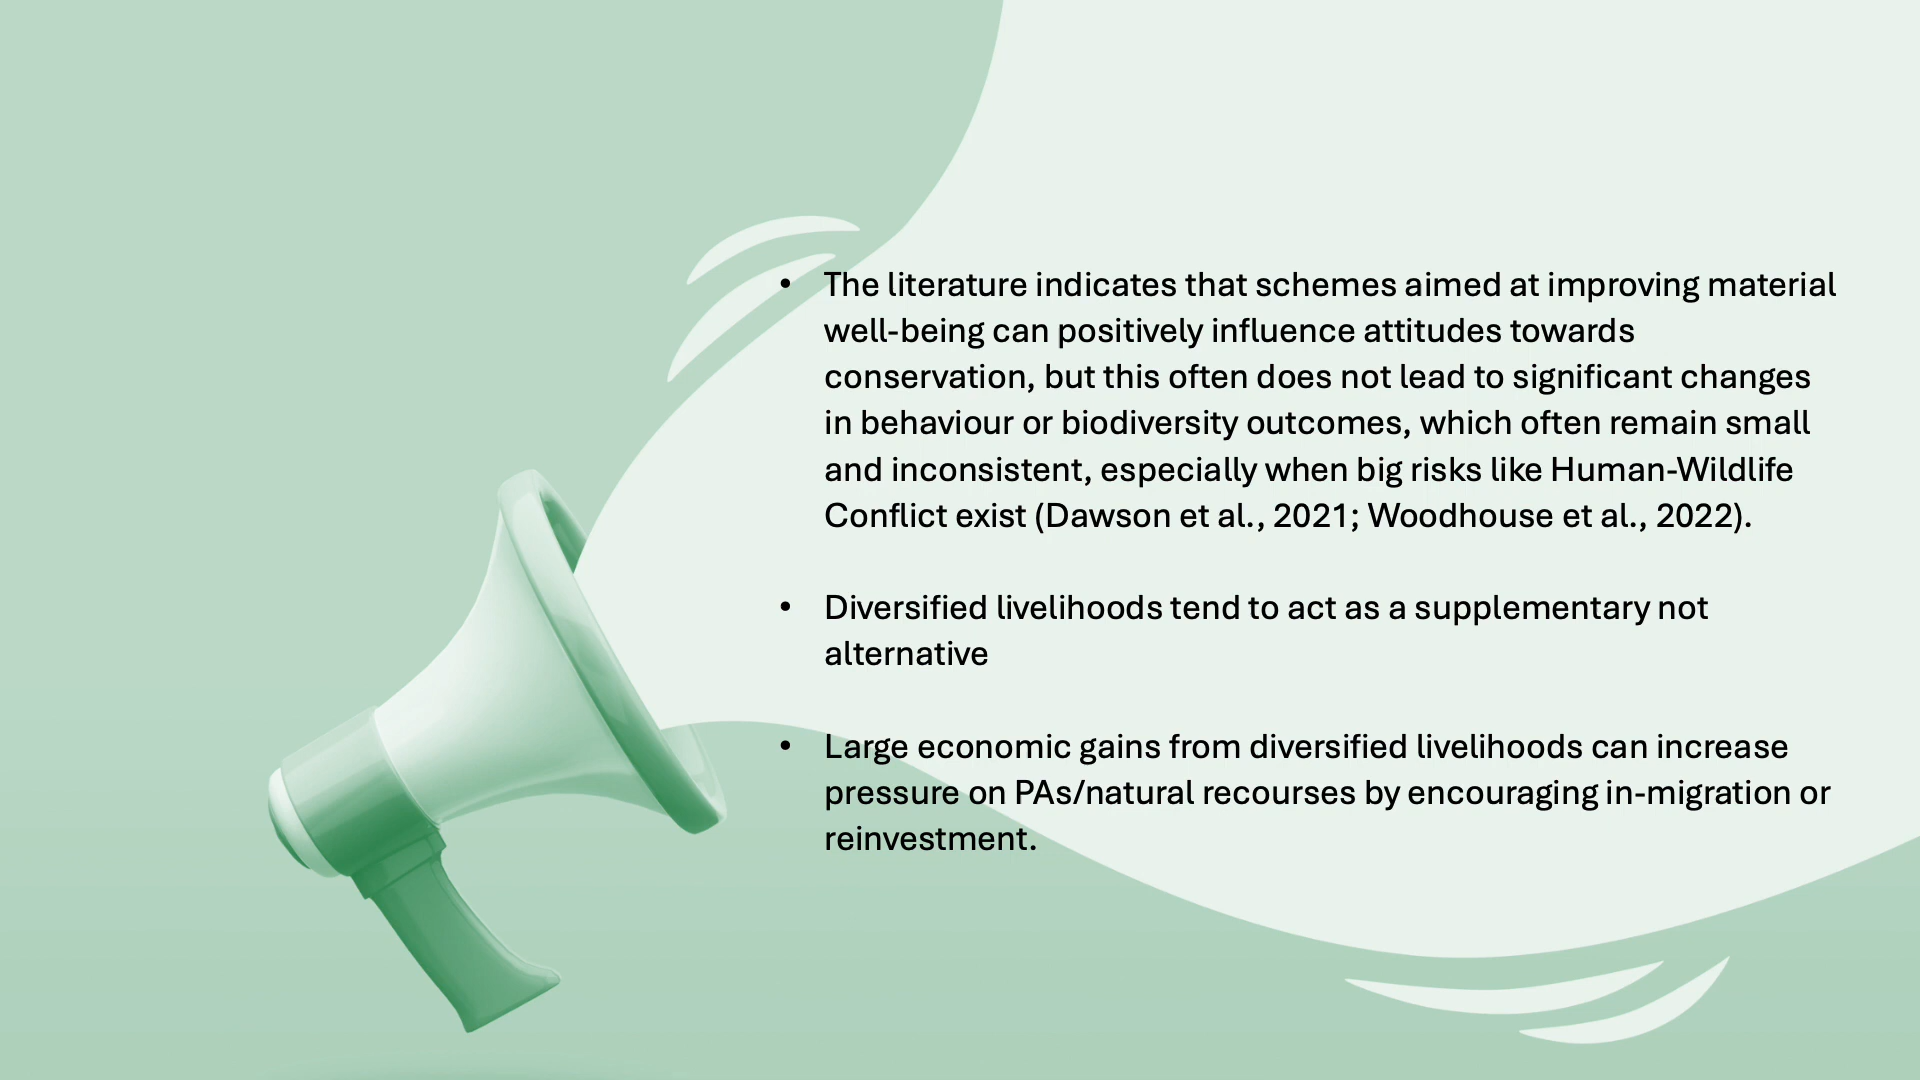 • The literature indicates that schemes aimed at improving material
well-being can positively influence attitudes towards
conservation, but this often does not lead to significant changes
in behaviour or biodiversity outcomes, which often remain small
and inconsistent, especially when big risks like Human-Wildlife
Conflict exist (Dawson et al., 2021; Woodhouse et al., 2022).
• Diversified livelihoods tend to act as a supplementary not
alternative
• Large economic gains from diversified livelihoods can increase
pressure on PAs/natural recourses by encouraging in-migration or
reinvestment.